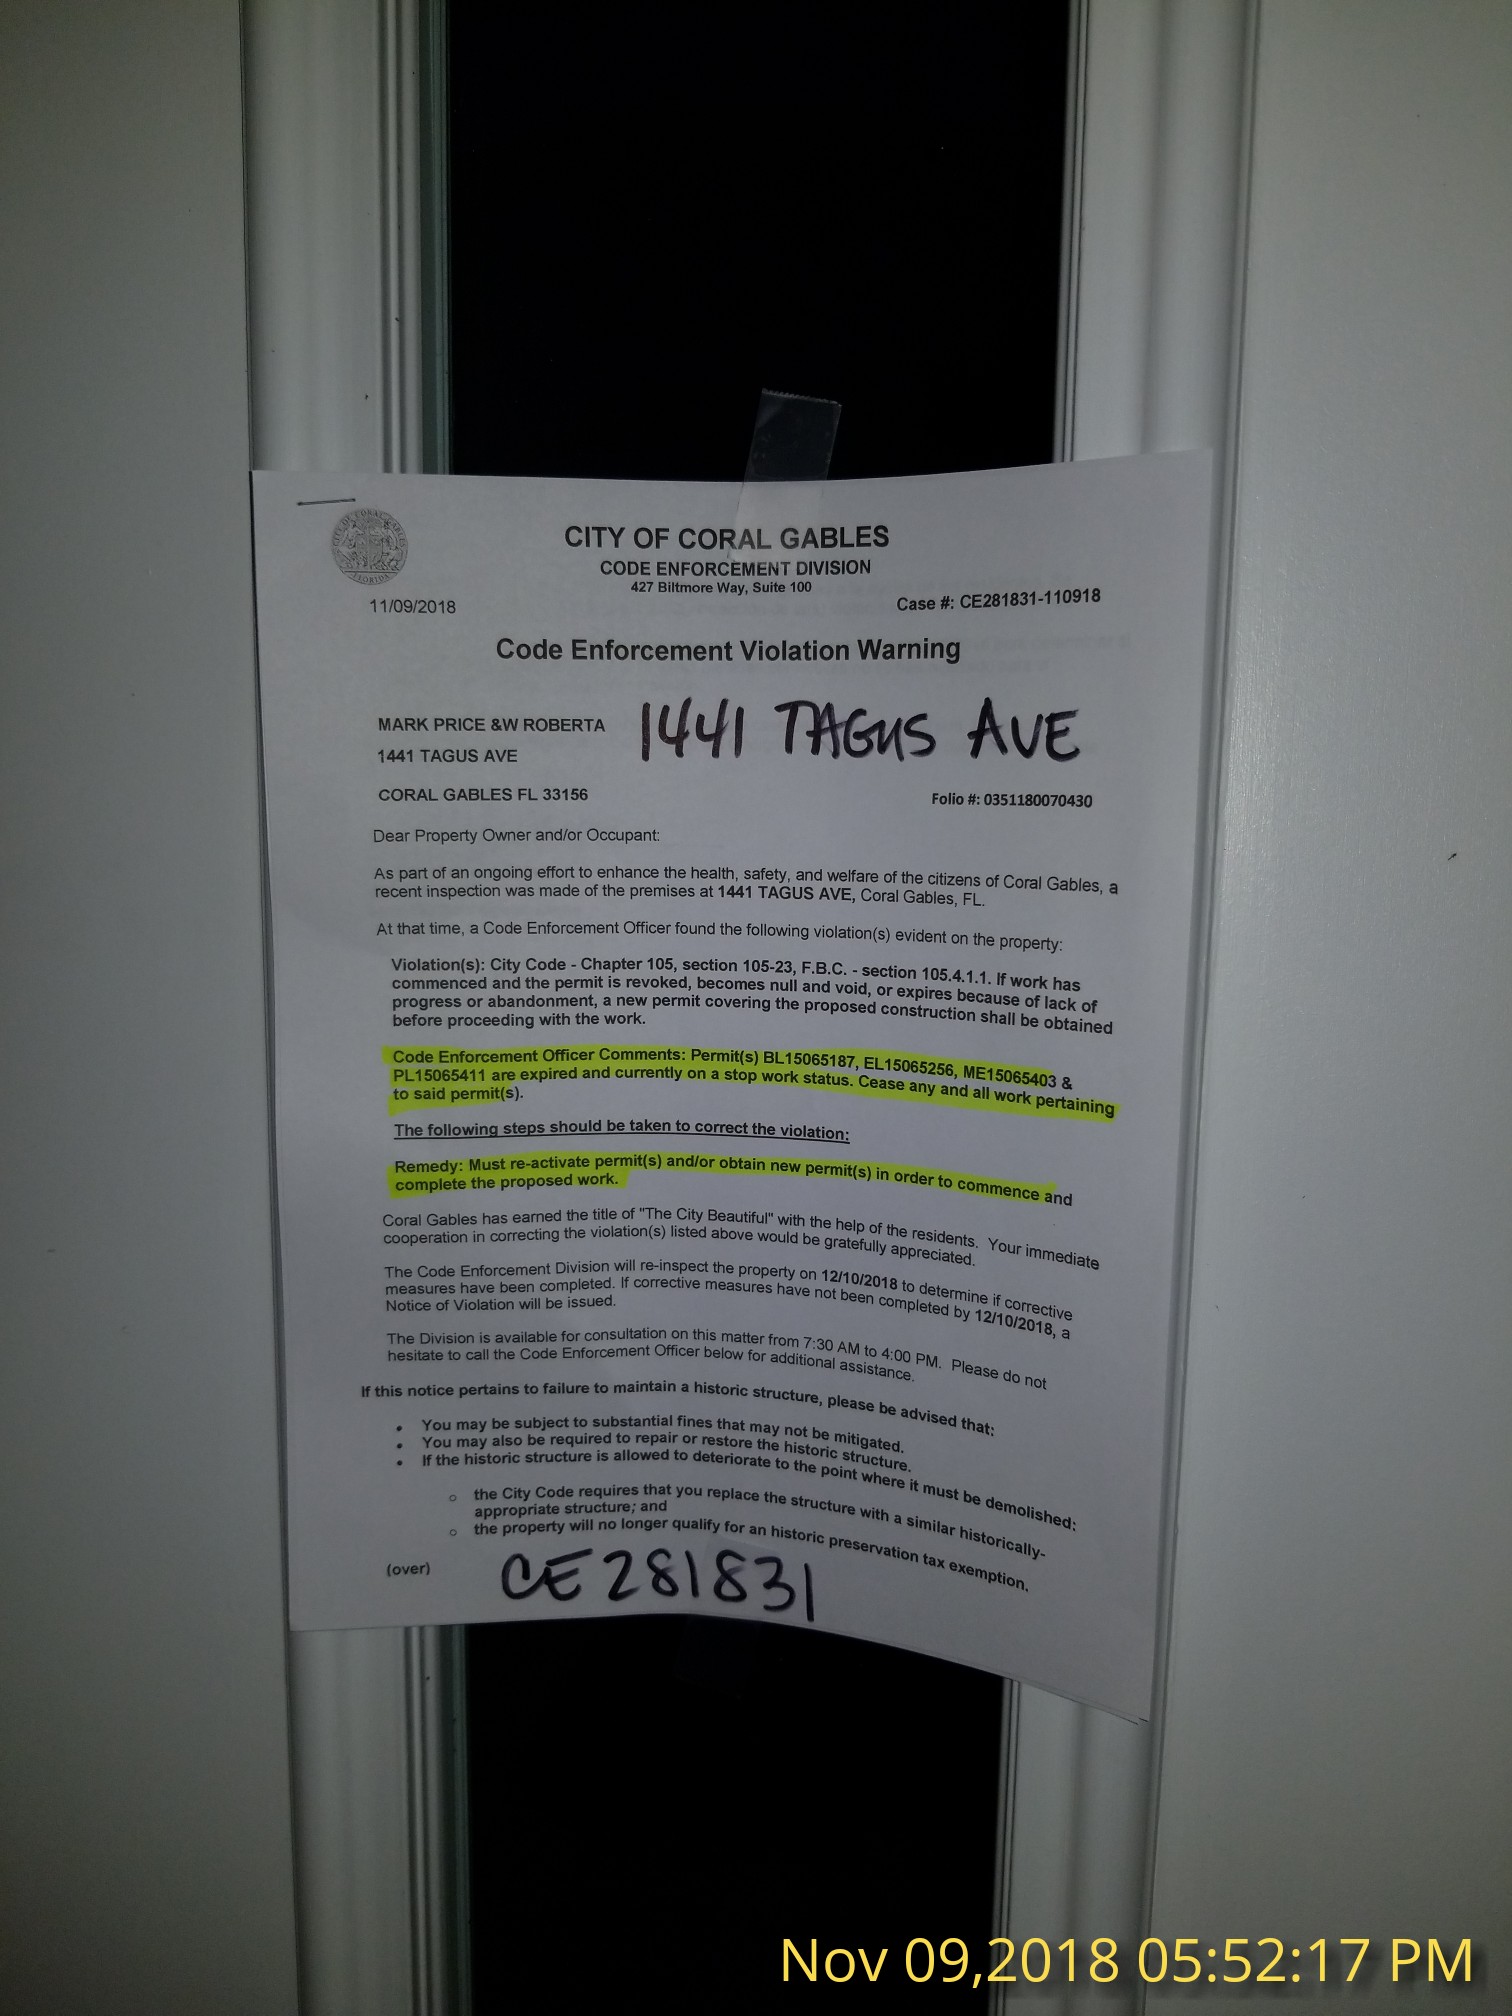 CITY OF CORAL GABLES
CODE ENFORCEMENT DIVISION
427 Biltmore Way, Suite 100
11/09/2018
Case #: CE281831-110918
Code Enforcement Violation Warning
MARK PRICE &W ROBERTA
1441 TAGUS AVE
1441 TAGUS AVE
CORAL GABLES FL 33156
Folio #: 0351180070430
Dear Property Owner and/or Occupant:
As part of an ongoing effort to enhance the health, safety, and welfare of the citizens of Coral Gables, a
recent inspection was made of the premises at 1441 TAGUS AVE, Coral Gables, FL.
At that time, a Code Enforcement Officer found the following violation(s) evident on the property:
Violation(s): City Code - Chapter 105, section 105-23, F.B.C. - section 105.4.1.1. If work has
commenced and the permit is revoked, becomes null and void, or expires because of lack of
progress or abandonment, a new permit covering the proposed construction shall be obtained
before proceeding with the work.
Code Enforcement Officer Comments: Permit(s) BL15065187, EL15065256, ME15065403 &
PL15065411 are expired and currently on a stop work status. Cease any and all work pertaining
to said permit(s).
The following steps should be taken to correct the violation:
Remedy: Must re-activate permit(s) and/or obtain new permit(s) in order to commence and
complete the proposed work.
Coral Gables has earned the title of "The City Beautiful" with the help of the residents. Your immediate
cooperation in correcting the violation(s) listed above would be gratefully appreciated.
The Code Enforcement Division will re-inspect the property on 12/10/2018 to determine if corrective
measures have been completed. If corrective measures have not been completed by 12/10/2018, a
Notice of Violation will be issued.
The Division is available for consultation on this matter from 7:30 AM to 4:00 PM. Please do not
hesitate to call the Code Enforcement Officer below for additional assistance.
If this notice pertains to failure to maintain a historic structure, please be advised that:
• You may be subject to substantial fines that may not be mitigated.
• You may also be required to repair or restore the historic structure.
• If the historic structure is allowed to deteriorate to the point where it must be demolished:
o the City Code requires that you replace the structure with a similar historically-
appropriate structure; and
o the property will no longer qualify for an historic preservation tax exemption.
(over)
CE281831
Nov 09,2018 05:52:17 PM